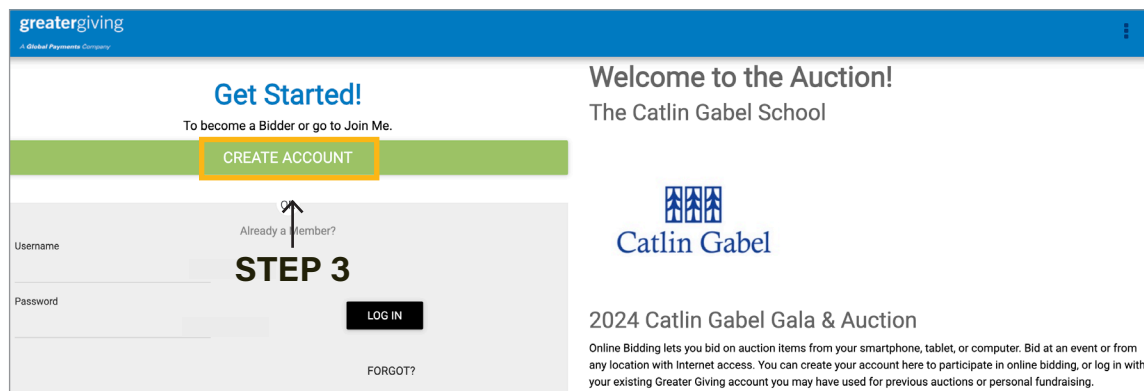 greatergiving
A Global Payments Company
Get Started!
To become a Bidder or go to Join Me.
CREATE ACCOUNT
Already a Member?
Username
STEP 3
Password
LOG IN
FORGOT?
Welcome to the Auction!
The Catlin Gabel School
Catlin Gabel
2024 Catlin Gabel Gala & Auction
Online Bidding lets you bid on auction items from your smartphone, tablet, or computer. Bid at an event or from
any location with Internet access. You can create your account here to participate in online bidding, or log in with
your existing Greater Giving account you may have used for previous auctions or personal fundraising.